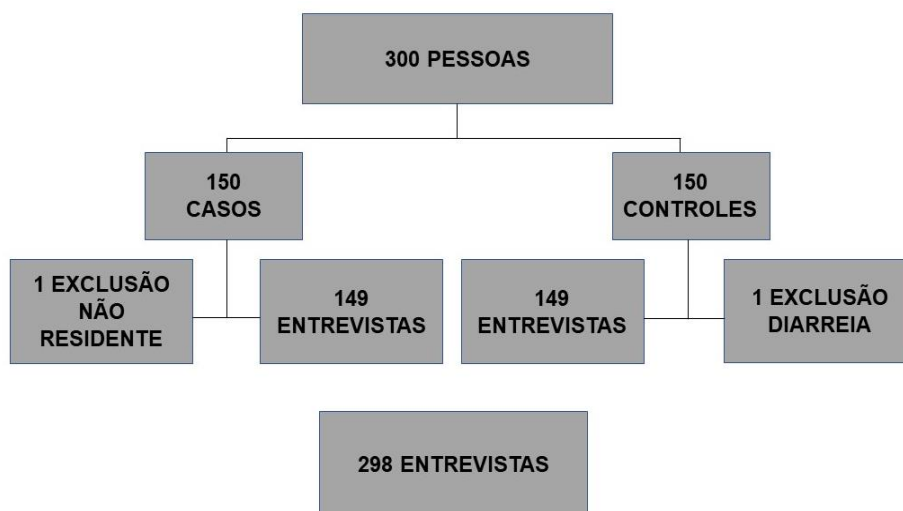 300 PESSOAS
150
CASOS
150
CONTROLES
1 EXCLUSÃO
NÃO
RESIDENTE
149
ENTREVISTAS
149
ENTREVISTAS
1 EXCLUSÃO
DIARREIA
298 ENTREVISTAS